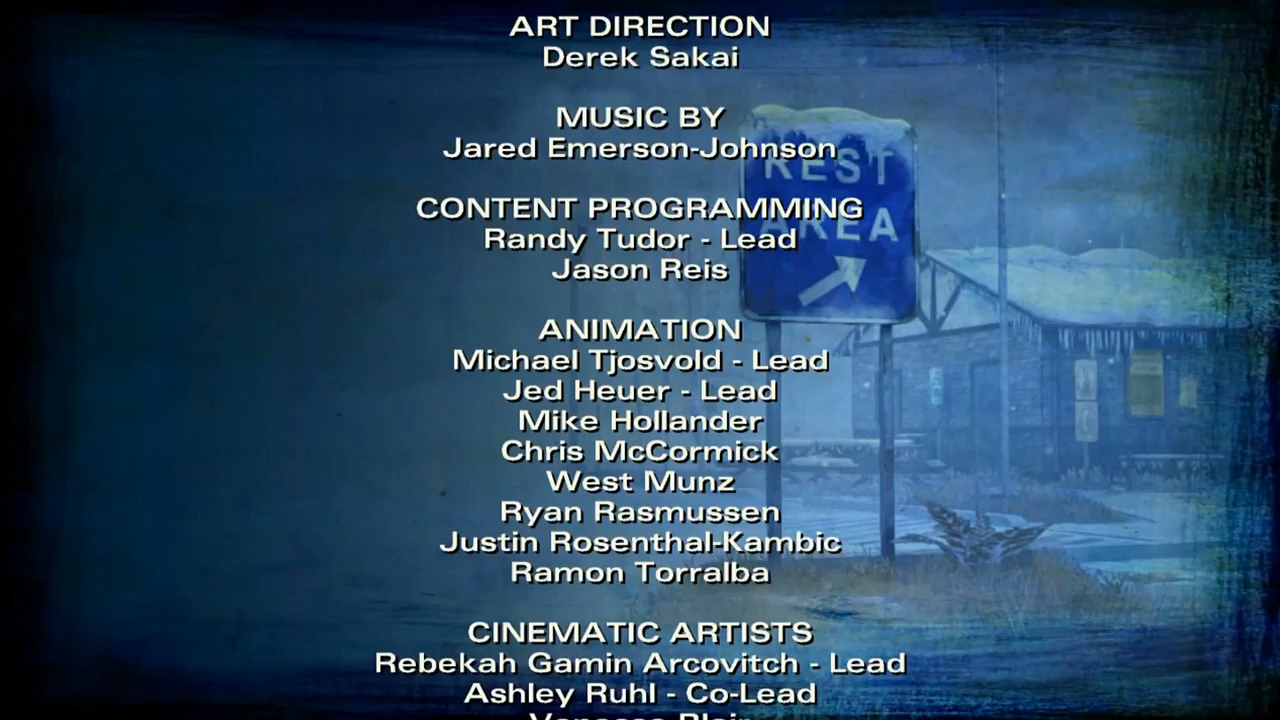 ART DIRECTION
Derek Sakai
MUSIC BY
Jared Emerson-Johnson
CONTENT PROGRAMMING
Randy Tudor - Lead
Jason Reis
ANIMATION
Michael Tjosvold - Lead
Jed Heuer - Lead
Mike Hollander
Chris McCormick
West Munz
Ryan Rasmussen
Justin Rosenthal-Kambic
Ramon Torralba
CINEMATIC ARTISTS
Rebekah Gamin Arcovitch - Lead
Ashley Ruhl - Co-Lead
REST
AREA